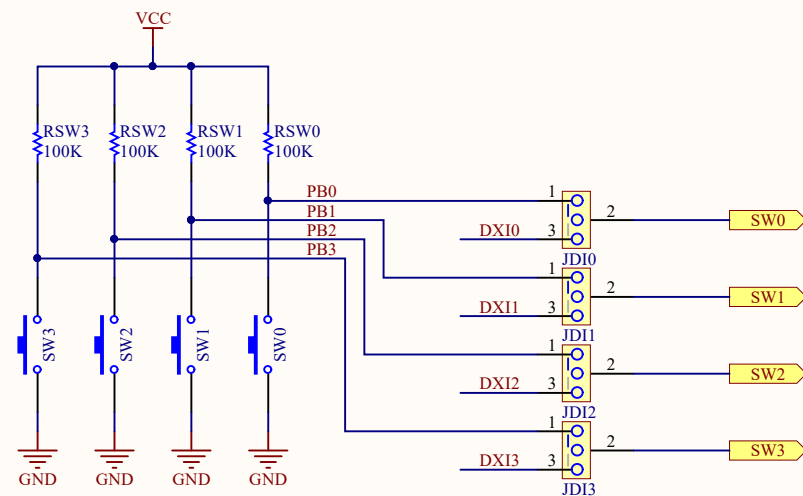 VCC
RSW3 RSW2 RSW1 RSW0
100K 100K 100K 100K
PB0 1
PB1 2 SW0
PB2 DXI0 3
PB3 JDI0
1
2 SW1
DXI1 3
JDI1
SW3 SW2 SW1 SW0
1
2 SW2
DXI2 3
JDI2
1
2 SW3
DXI3 3
GND GND GND GND
JDI3